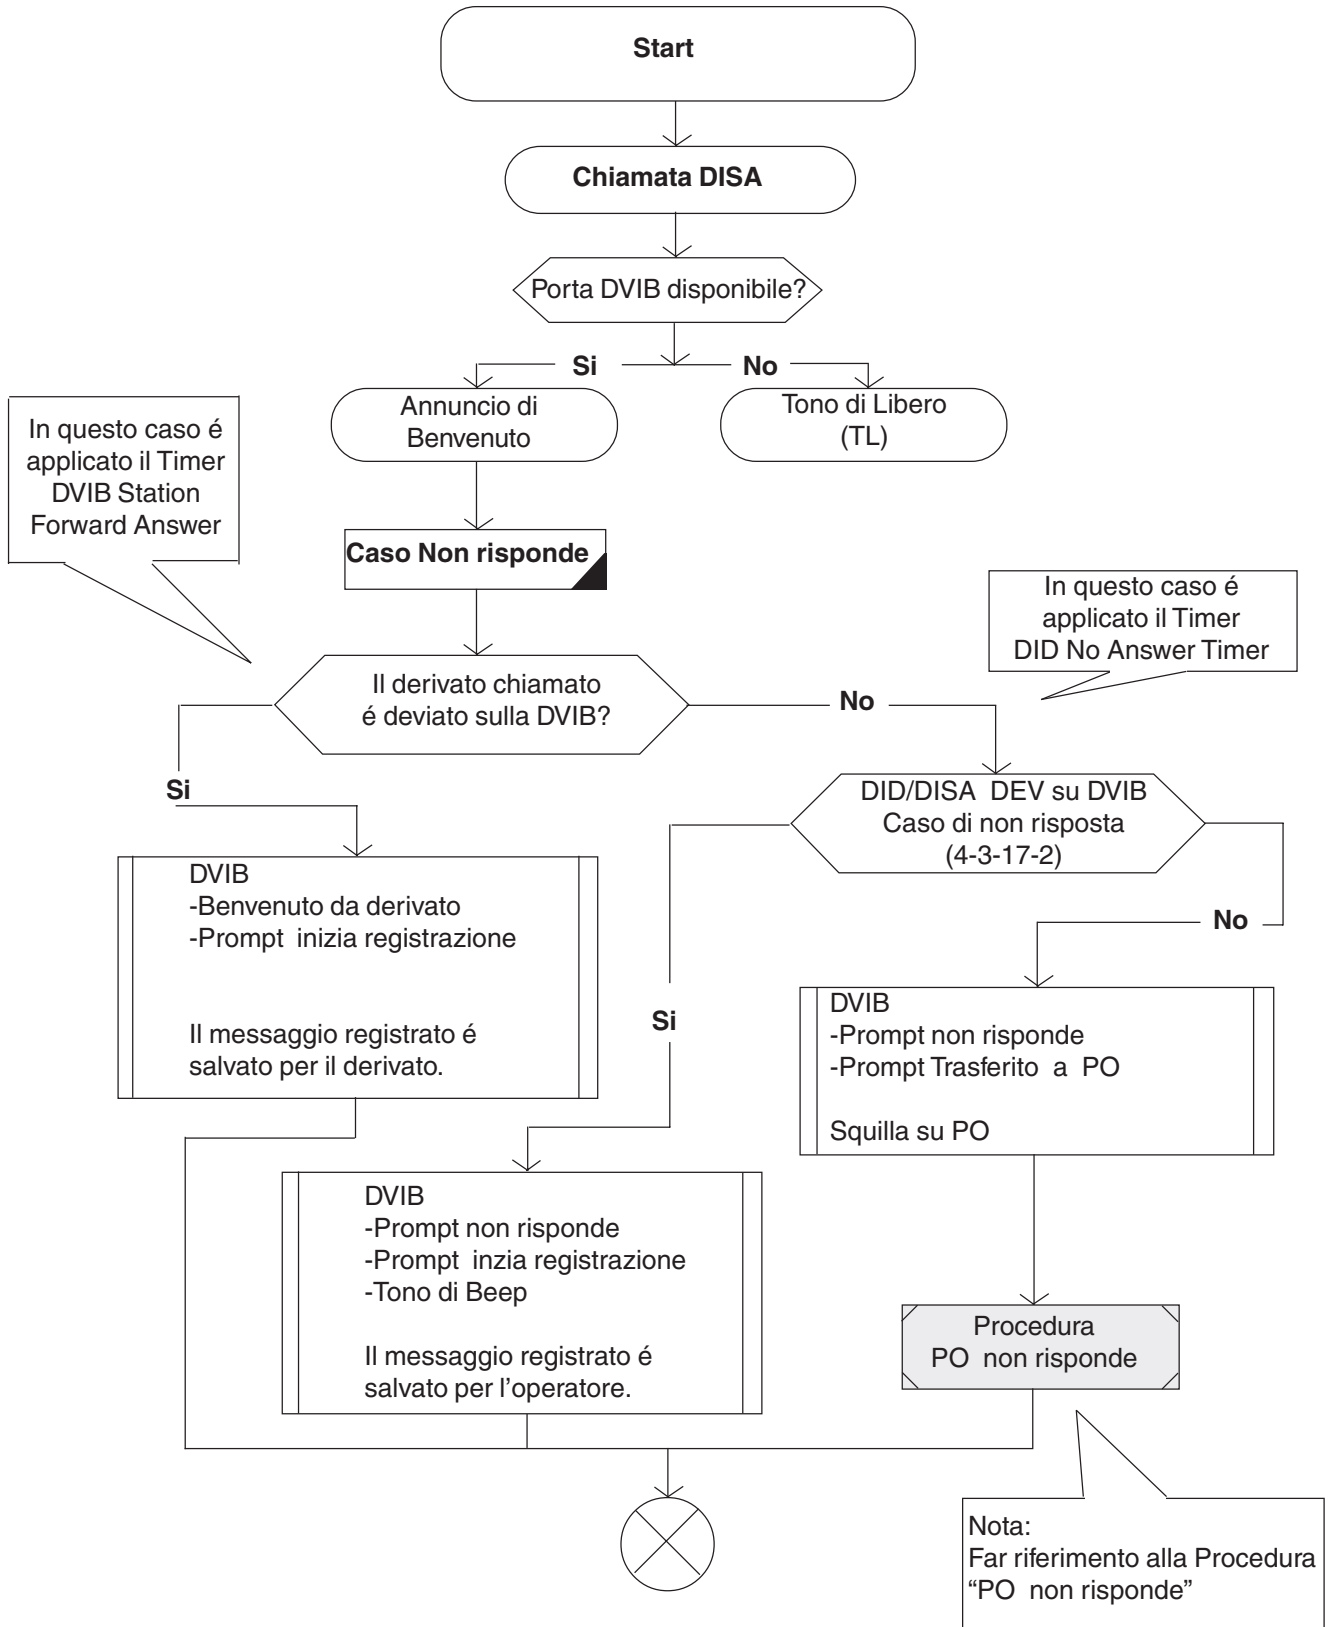 Start
Chiamata DISA
Porta DVIB disponibile?
Si
No
Annuncio di
Benvenuto
Tono di Libero
(TL)
In questo caso é
applicato il Timer
DVIB Station
Forward Answer
Caso Non risponde
In questo caso é
applicato il Timer
DID No Answer Timer
Il derivato chiamato
é deviato sulla DVIB?
No
Si
DID/DISA DEV su DVIB
Caso di non risposta
(4-3-17-2)
DVIB
-Benvenuto da derivato
-Prompt inizia registrazione
Il messaggio registrato é
salvato per il derivato.
No
Si
DVIB
-Prompt non risponde
-Prompt Trasferito a PO
Squilla su PO
DVIB
-Prompt non risponde
-Prompt inzia registrazione
-Tono di Beep
Il messaggio registrato é
salvato per l'operatore.
Procedura
PO non risponde
Nota:
Far riferimento alla Procedura
“PO non risponde”